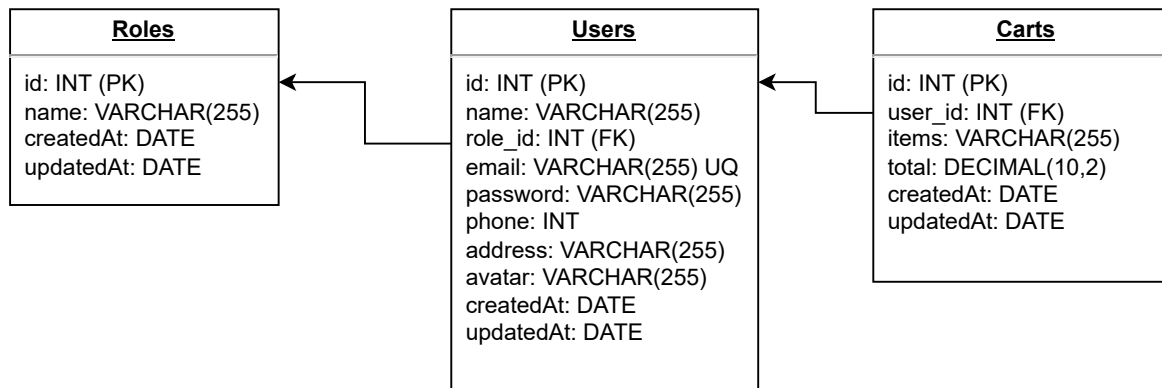 Roles
id: INT (PK)
name: VARCHAR(255)
createdAt: DATE
updatedAt: DATE
Users
id: INT (PK)
name: VARCHAR(255)
role_id: INT (FK)
email: VARCHAR(255) UQ
password: VARCHAR(255)
phone: INT
address: VARCHAR(255)
avatar: VARCHAR(255)
createdAt: DATE
updatedAt: DATE
Carts
id: INT (PK)
user_id: INT (FK)
items: VARCHAR(255)
total: DECIMAL(10,2)
createdAt: DATE
updatedAt: DATE